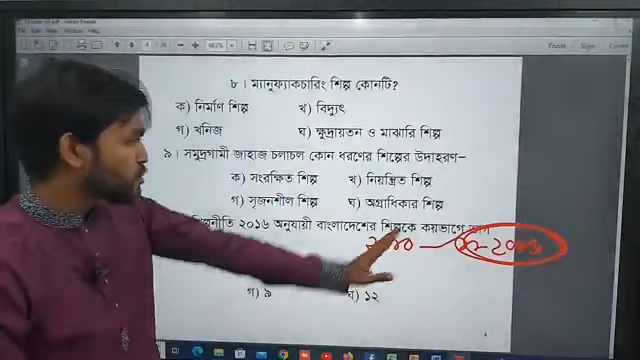 ৮। ম্যানুফ্যাকচারিং শিল্প কোনটি?
ক) নির্মাণ শিল্প খ) বিদ্যুৎ
গ) খনিজ ঘ) ক্ষুদ্রায়তন ও মাঝারি শিল্প
৯। সমুদ্রগামী জাহাজ চলাচল কোন ধরণের শিল্পের উদাহরণ–
ক) সংরক্ষিত শিল্প খ) নিয়ন্ত্রিত শিল্প
গ) সৃজনশীল শিল্প ঘ) অগ্রাধিকার শিল্প
২০১৬ অনুযায়ী বাংলাদেশের শিল্পকে কয়ভাগে
গ) ৯ ঘ) ১২